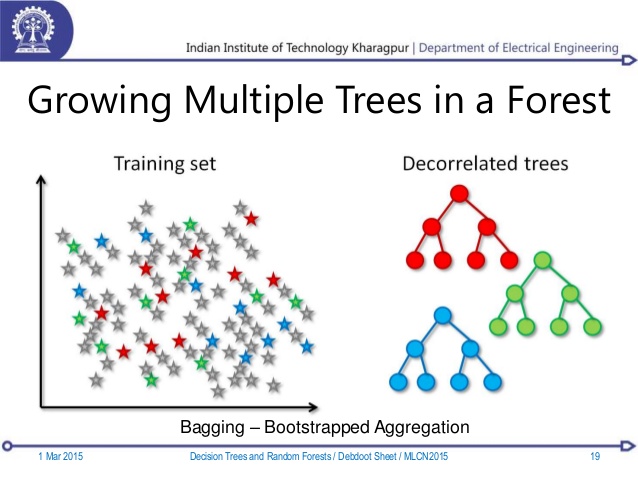 Indian Institute of Technology Kharagpur | Department of Electrical Engineering
Growing Multiple Trees in a Forest
Training set
Decorrelated trees
Bagging – Bootstrapped Aggregation
1 Mar 2015
Decision Trees and Random Forests / Debdoot Sheet / MLCN2015
19